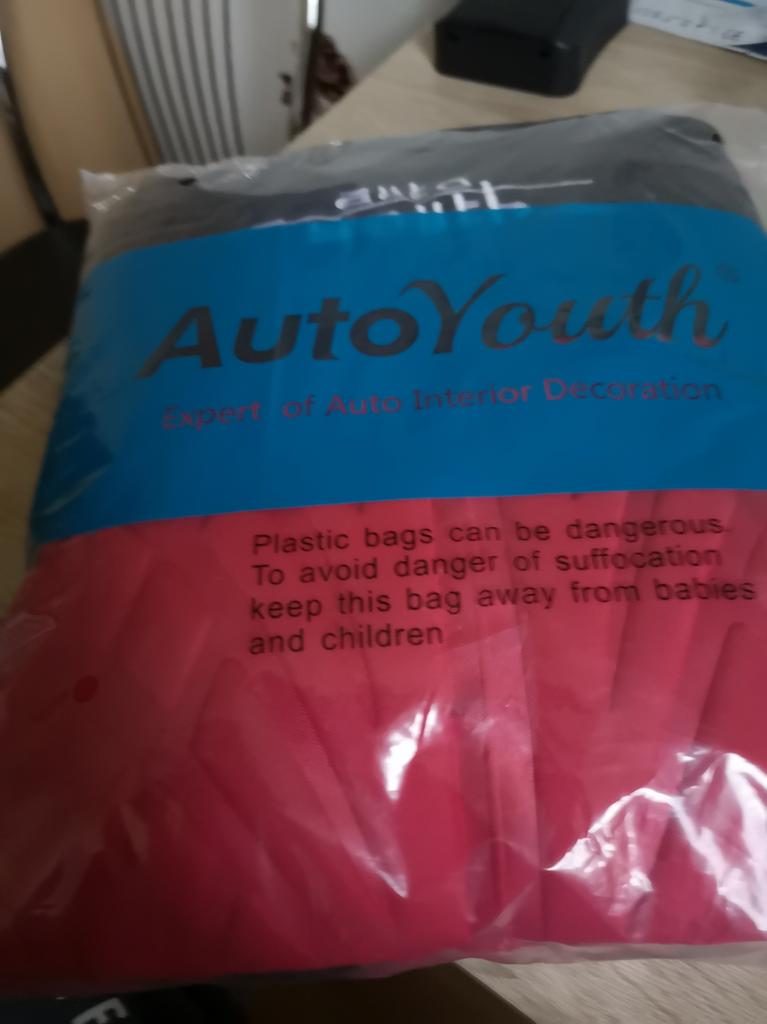 AutoYouth®
Expert of Auto Interior Decoration
Plastic bags can be dangerous.
To avoid danger of suffocation
keep this bag away from babies
and children